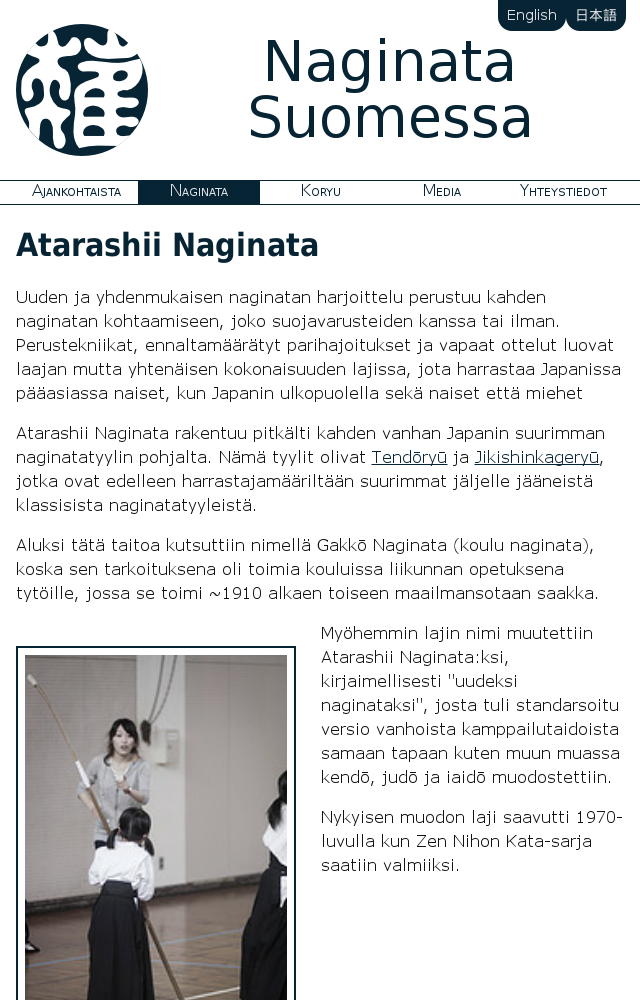 English 日本語
Naginata
Suomessa
Ajankohtaista Naginata Koryu Media Yhteystiedot
Atarashii Naginata
Uuden ja yhdenmukaisen naginatan harjoittelu perustuu kahden
naginatan kohtaamiseen, joko suojavarusteiden kanssa tai ilman.
Perustekniikat, ennaltamäärätyt parihajoitukset ja vapaat ottelut luovat
laajan mutta yhtenäisen kokonaisuuden lajissa, jota harrastaa Japanissa
pääasiassa naiset, kun Japanin ulkopuolella sekä naiset että miehet
Atarashii Naginata rakentuu pitkälti kahden vanhan Japanin suurimman
naginatatyylin pohjalta. Nämä tyylit olivat Tendōryū ja Jikishinkageryū,
jotka ovat edelleen harrastajamääriltään suurimmat jäljelle jääneistä
klassisista naginatatyyleistä.
Aluksi tätä taitoa kutsuttiin nimellä Gakkō Naginata (koulu naginata),
koska sen tarkoituksena oli toimia kouluissa liikunnan opetuksena
tytöille, jossa se toimi ~1910 alkaen toiseen maailmansotaan saakka.
Myöhemmin lajin nimi muutettiin
Atarashii Naginata:ksi,
kirjaimellisesti "uudeksi
naginataksi", josta tuli standarsoitu
versio vanhoista kamppailutaidoista
samaan tapaan kuten muun muassa
kendō, judō ja iaidō muodostettiin.
Nykyisen muodon laji saavutti 1970-
luvulla kun Zen Nihon Kata-sarja
saatiin valmiiksi.